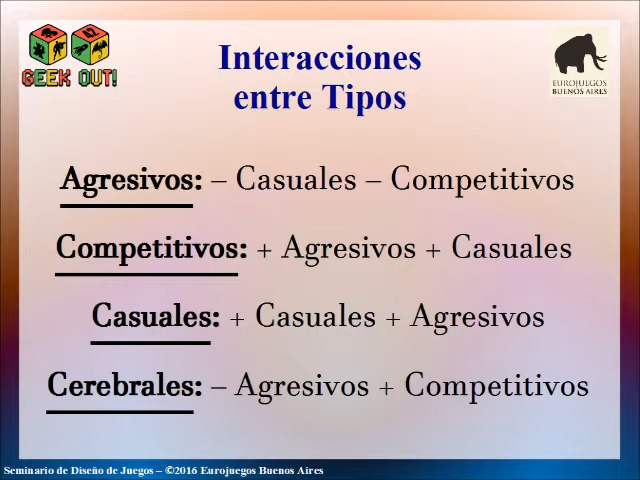 Interacciones
entre Tipos
GEEK OUT!
EUROJUEGOS
BUENOS AIRES
Agresivos: – Casuales – Competitivos
Competitivos: + Agresivos + Casuales
Casuales: + Casuales + Agresivos
Cerebrales: – Agresivos + Competitivos
Seminario de Diseño de Juegos – ©2016 Eurojuegos Buenos Aires